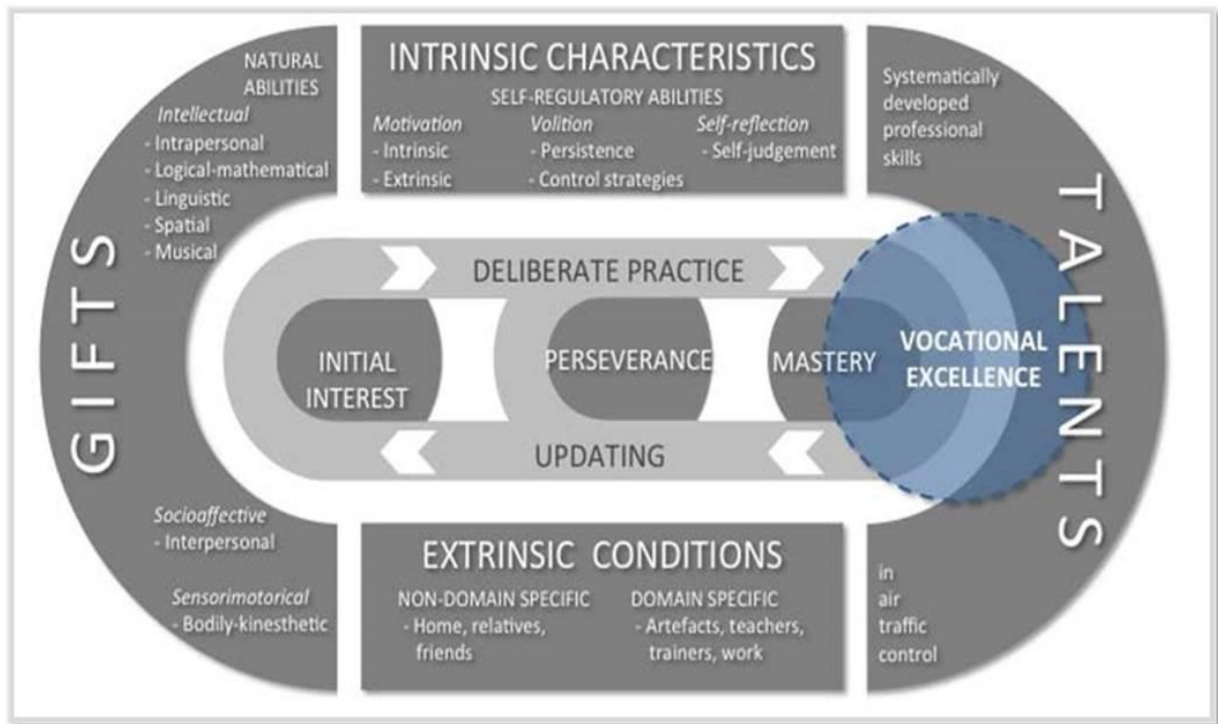 GIFTS
NATURAL
ABILITIES
Intellectual
- Intrapersonal
- Logical-mathematical
- Linguistic
- Spatial
- Musical
Socioaffective
- Interpersonal
Sensorimotorical
- Bodily-kinesthetic
INTRINSIC CHARACTERISTICS
SELF-REGULATORY ABILITIES
Motivation
- Intrinsic
- Extrinsic
Volition
- Persistence
- Control strategies
Self-reflection
- Self-judgement
DELIBERATE PRACTICE
INITIAL
INTEREST
PERSEVERANCE
MASTERY
VOCATIONAL
EXCELLENCE
UPDATING
EXTRINSIC CONDITIONS
NON-DOMAIN SPECIFIC
- Home, relatives,
friends
DOMAIN SPECIFIC
- Artefacts, teachers,
trainers, work
Systematically
developed
professional
skills
TALENTS
in
air
traffic
control